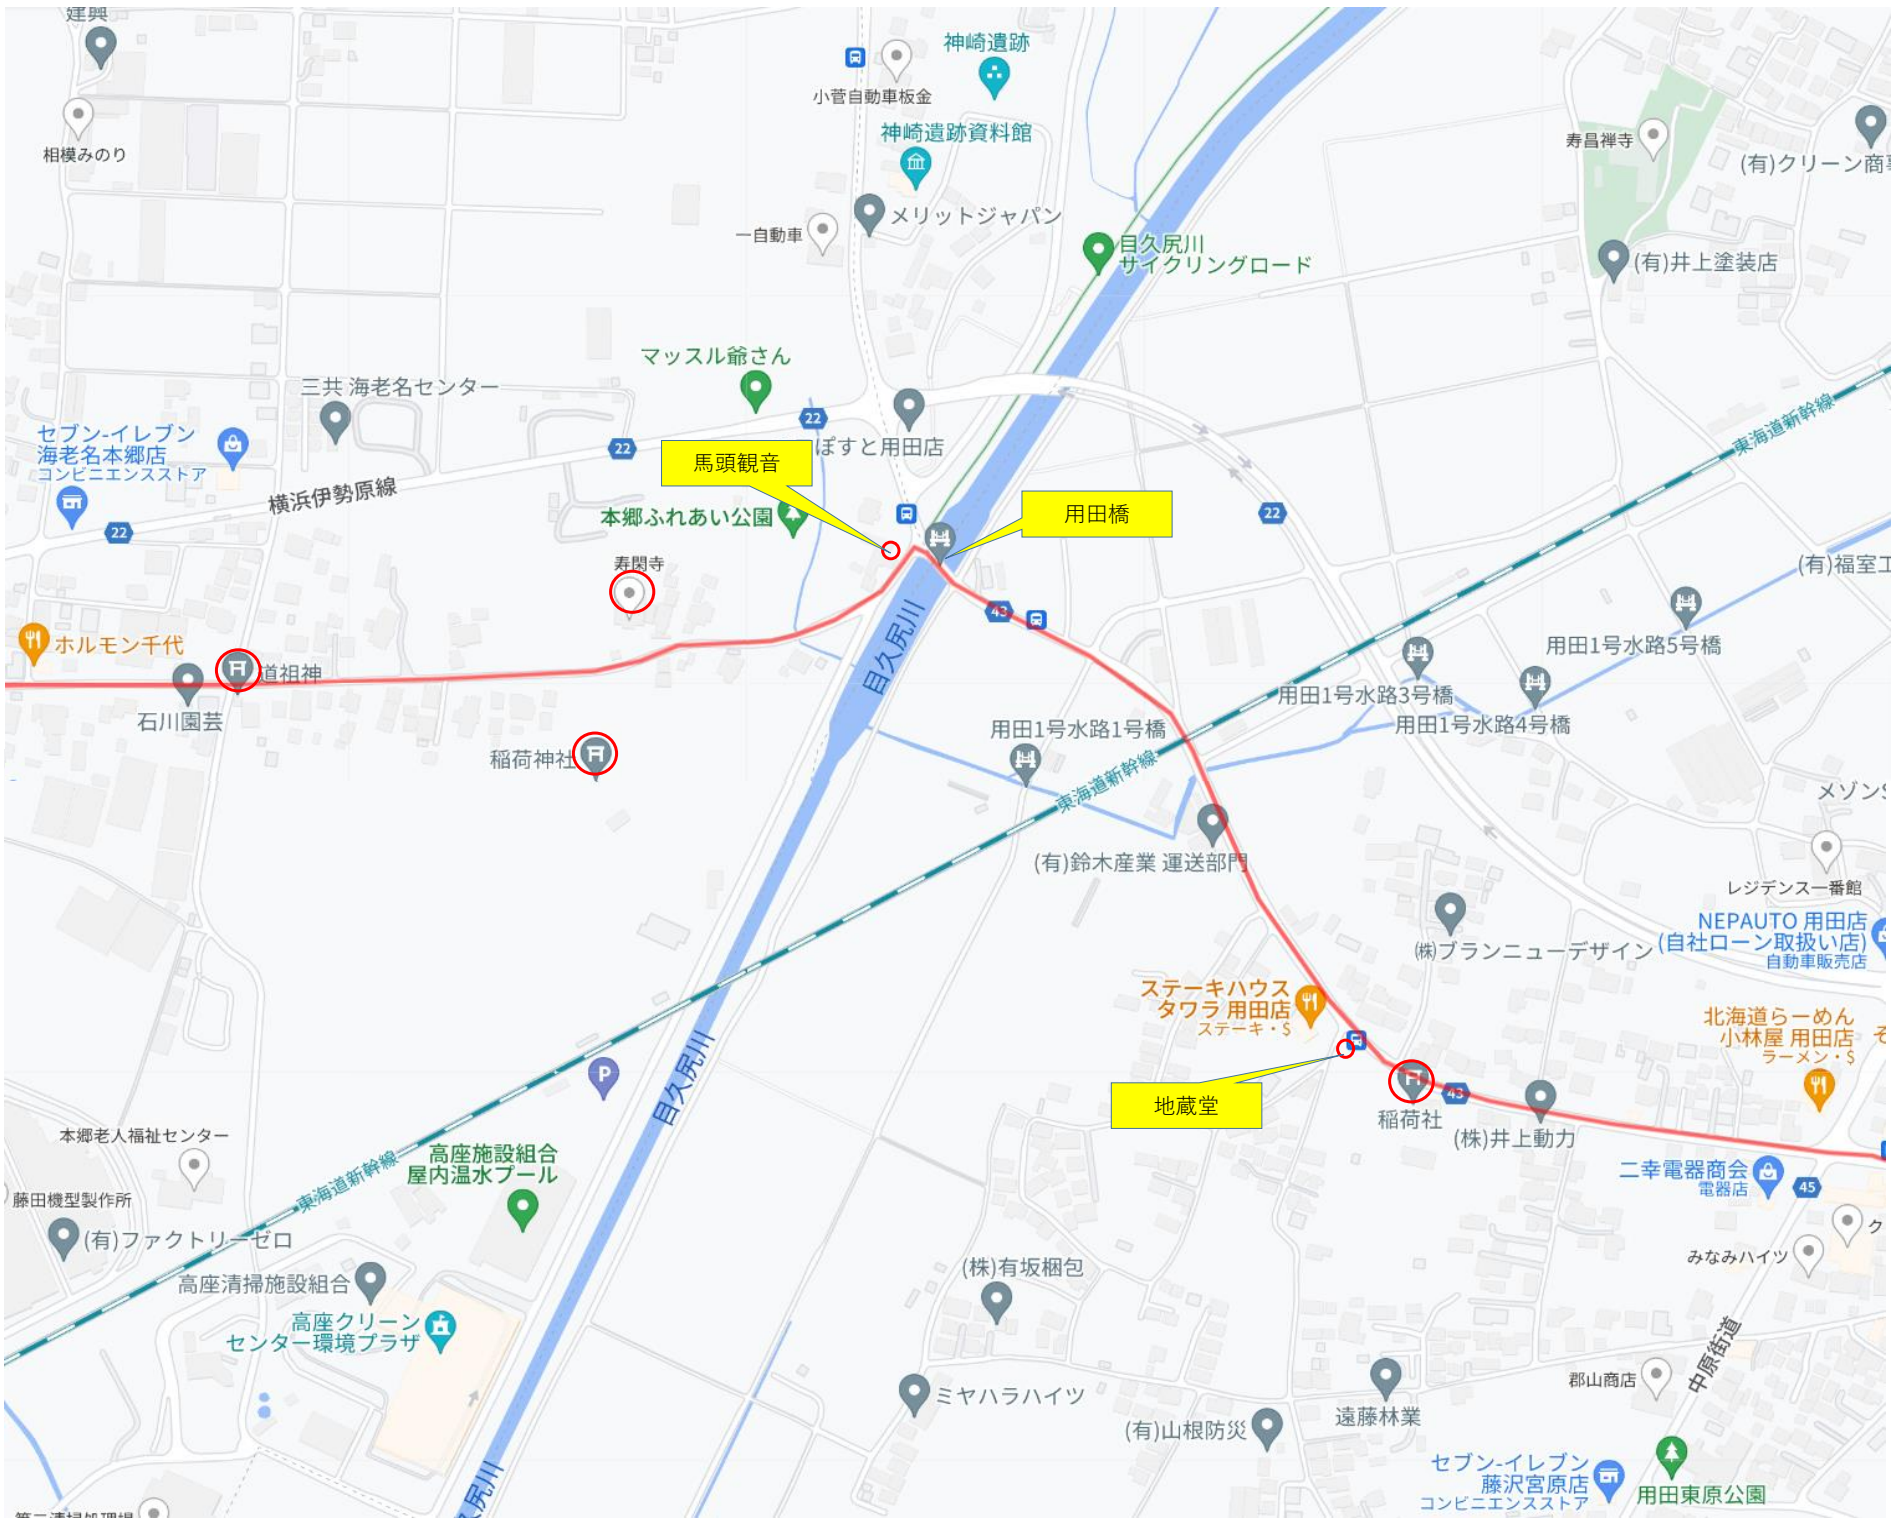 建興
相模みのり
小菅自動車板金
神崎遺跡
神崎遺跡資料館
メリットジャパン
一自動車
目久尻川
サイクリングロード
寿昌禅寺
(有)クリーン商
(有)井上塗装店
マッスル爺さん
三共 海老名センター
22
セブン-イレブン
海老名本郷店
コンビニエンスストア
22
ぽすと用田店
東海道新幹線
馬頭観音
横浜伊勢原線
22
本郷ふれあい公園
用田橋
22
寿閑寺
(有)福室工
43
ホルモン千代
道祖神
目久尻川
用田1号水路5号橋
用田1号水路3号橋
用田1号水路4号橋
石川園芸
稲荷神社
用田1号水路1号橋
東海道新幹線
メゾンS
(有)鈴木産業 運送部門
レジデンス一番館
NEPAUTO 用田店
(自社ローン取扱い店)
自動車販売店
(株)ブランニューデザイン
ステーキハウス
タワラ 用田店
ステーキ・$
北海道らーめん
小林屋 用田店
ラーメン・$
そ
P
目久尻川
地蔵堂
稲荷社
43
(株)井上動力
本郷老人福祉センター
高座施設組合
屋内温水プール
東海道新幹線
二幸電器商会
電器店
45
藤田機型製作所
(有)ファクトリーゼロ
ク
みなみハイツ
高座清掃施設組合
(株)有坂梱包
高座クリーン
センター環境プラザ
中原街道
郡山商店
ミヤハラハイツ
遠藤林業
(有)山根防災
セブン-イレブン
藤沢宮原店
コンビニエンスストア
用田東原公園
久尻川